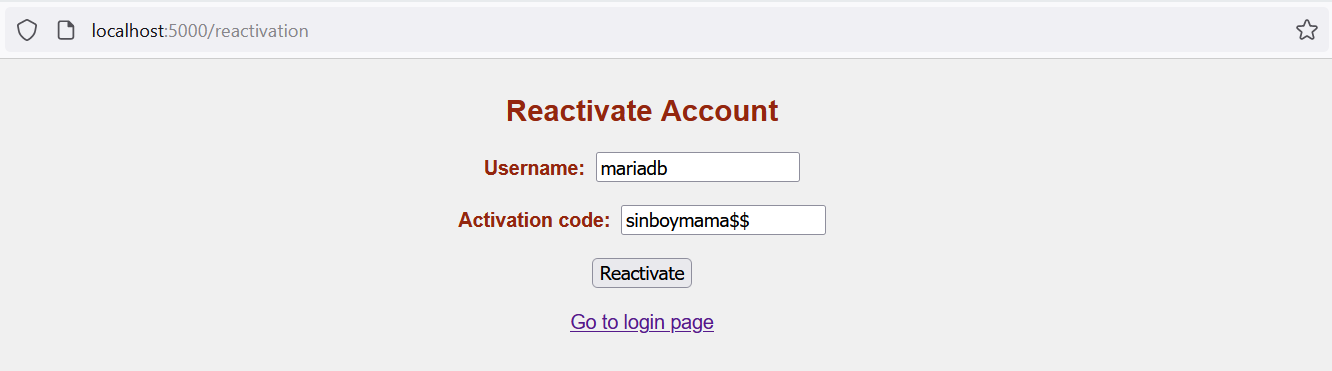 localhost:5000/reactivation
Reactivate Account
Username: mariadb
Activation code: sinboymama$$
Reactivate
Go to login page